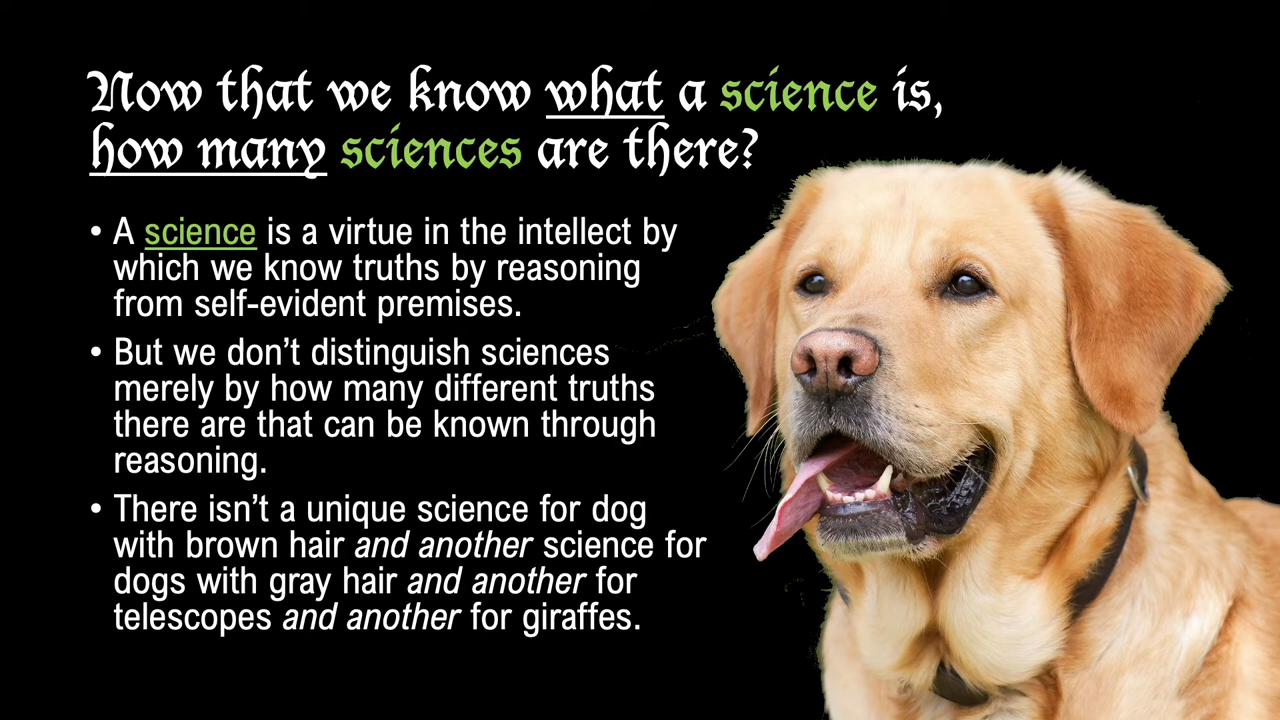 Now that we know what a science is,
how many sciences are there?
• A science is a virtue in the intellect by
which we know truths by reasoning
from self-evident premises.
• But we don’t distinguish sciences
merely by how many different truths
there are that can be known through
reasoning.
• There isn’t a unique science for dog
with brown hair and another science for
dogs with gray hair and another for
telescopes and another for giraffes.